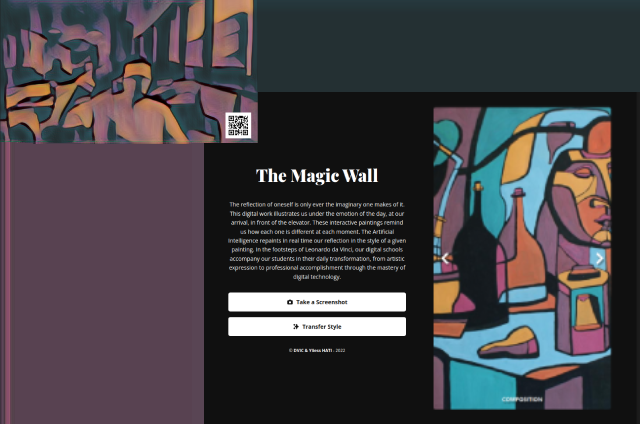 The Magic Wall
The reflection of oneself is only ever the imaginary one makes of it.
This digital work illustrates us under the emotion of the day, at our
arrival, in front of the elevator. These interactive paintings remind
us how each one is different at each moment. The Artificial
Intelligence repaints in real time our reflection in the style of a given
painting. In the footsteps of Leonardo da Vinci, our digital schools
accompany our students in their daily transformation, from artistic
expression to professional accomplishment through the mastery of
digital technology.
Take a Screenshot
Transfer Style
© DVIC & Yliess HATI - 2022
COMPOSITION